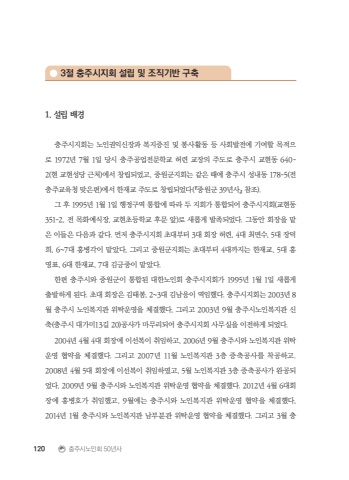 3절 충주시지회 설립 및 조직기반 구축
1. 설립 배경
충주시지회는 노인권익신장과 복지증진 및 봉사활동 등 사회발전에 기여할 목적으
로 1972년 7월 1일 당시 충주공업전문학교 허련 교장의 주도로 충주시 교현동 640-
2(현 교현성당 근처)에서 창립되었고, 중원군지회는 같은 때에 충주시 성내동 178-5(전
충주교육청 맞은편)에서 한재교 주도로 창립되었다(『중원군 39년사』 참조).
그 후 1995년 1월 1일 행정구역 통합에 따라 두 지회가 통합되어 충주시지회(교현동
351-2, 전 목화예식장, 교현초등학교 후문 앞)로 새롭게 발족되었다. 그동안 회장을 맡
은 이들은 다음과 같다. 먼저 충주시지회 초대부터 3대 회장 허련, 4대 최면수, 5대 장덕
희, 6~7대 홍병각이 맡았다. 그리고 중원군지회는 초대부터 4대까지는 한재교, 5대 홍
영표, 6대 한재교, 7대 김긍중이 맡았다.
한편 충주시와 중원군이 통합된 대한노인회 충주시지회가 1995년 1월 1일 새롭게
출발하게 된다. 초대 회장은 김태봉, 2~3대 김남응이 역임했다. 충주시지회는 2003년 8
월 충주시 노인복지관 위탁운영을 체결했다. 그리고 2003년 9월 충주시노인복지관 신
축(충주시 대가미13길 20)공사가 마무리되어 충주시지회 사무실을 이전하게 되었다.
2004년 4월 4대 회장에 이선복이 취임하고, 2006년 9월 충주시와 노인복지관 위탁
운영 협약을 체결했다. 그리고 2007년 11월 노인복지관 3층 증축공사를 착공하고,
2008년 4월 5대 회장에 이선복이 취임하였고, 5월 노인복지관 3층 증축공사가 완공되
었다. 2009년 9월 충주시와 노인복지관 위탁운영 협약을 체결했다. 2012년 4월 6대회
장에 홍병호가 취임했고, 9월에는 충주시와 노인복지관 위탁운영 협약을 체결했다.
2014년 1월 충주시와 노인복지관 남부분관 위탁운영 협약을 체결했다. 그리고 3월 충
120 충주시노인회 50년사